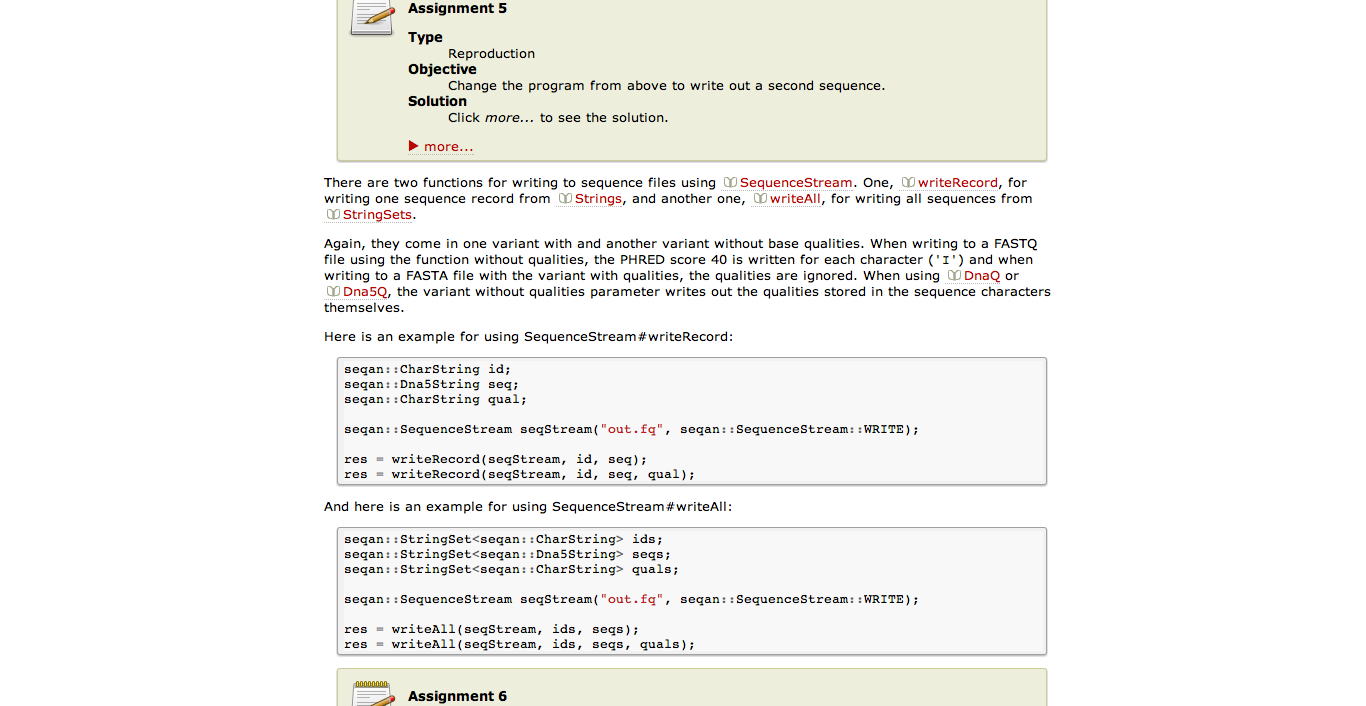 Assignment 5
Type
Reproduction
Objective
Change the program from above to write out a second sequence.
Solution
Click more... to see the solution.
more...
There are two functions for writing to sequence files using SequenceStream. One, writeRecord, for
writing one sequence record from Strings, and another one, writeAll, for writing all sequences from
StringSets.
Again, they come in one variant with and another variant without base qualities. When writing to a FASTQ
file using the function without qualities, the PHRED score 40 is written for each character ('I') and when
writing to a FASTA file with the variant with qualities, the qualities are ignored. When using DnaQ or
Dna5Q, the variant without qualities parameter writes out the qualities stored in the sequence characters
themselves.
Here is an example for using SequenceStream#writeRecord:
seqan::CharString id;
seqan::Dna5String seq;
seqan::CharString qual;
seqan::SequenceStream seqStream("out.fq", seqan::SequenceStream::WRITE);
res = writeRecord(seqStream, id, seq);
res = writeRecord(seqStream, id, seq, qual);
And here is an example for using SequenceStream#writeAll:
seqan::StringSet<seqan::CharString> ids;
seqan::StringSet<seqan::Dna5String> seqs;
seqan::StringSet<seqan::CharString> quals;
seqan::SequenceStream seqStream("out.fq", seqan::SequenceStream::WRITE);
res = writeAll(seqStream, ids, seqs);
res = writeAll(seqStream, ids, seqs, quals);
Assignment 6